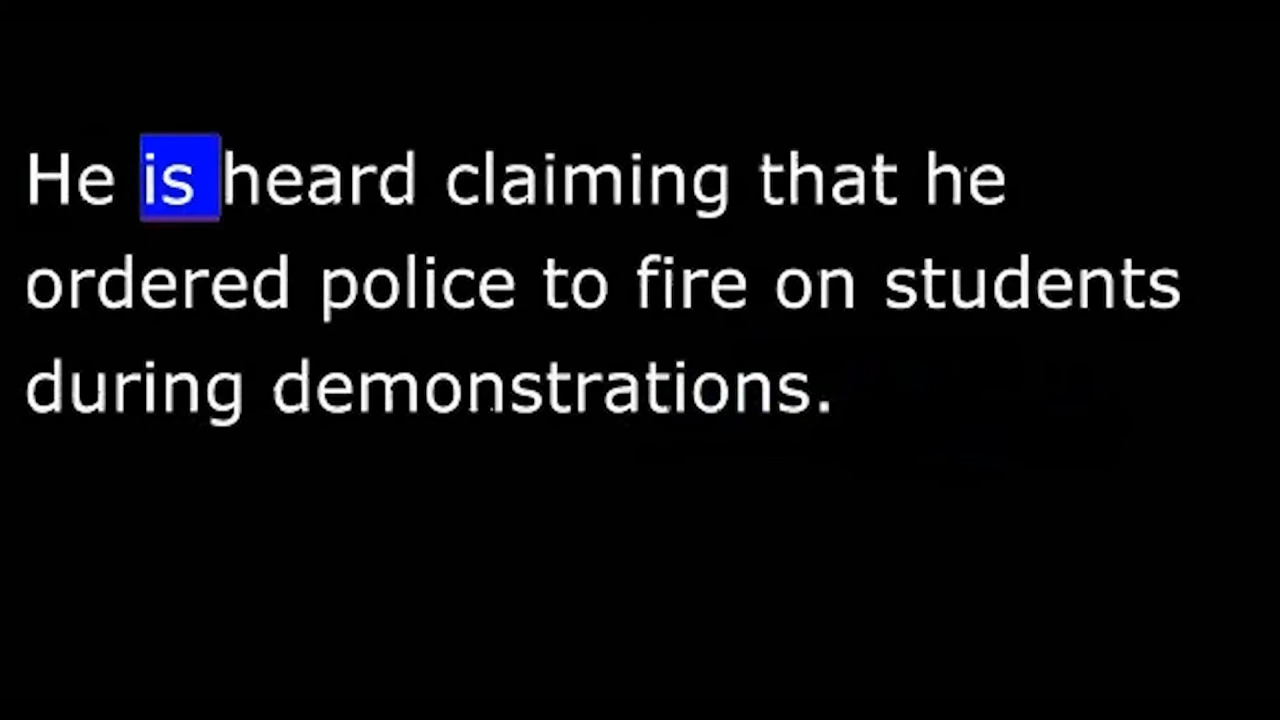 He is heard claiming that he
ordered police to fire on students
during demonstrations.